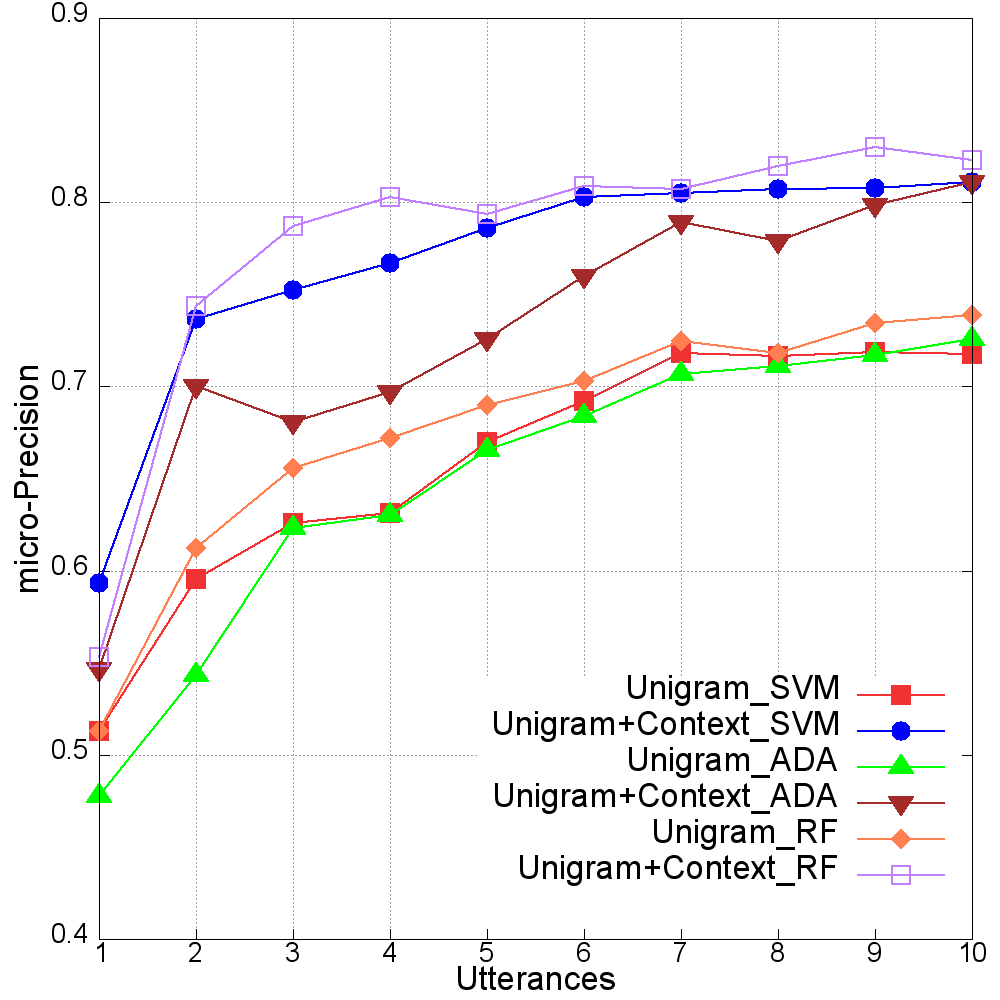 0.9
0.8
0.7
0.6
0.5
0.4
micro-Precision
Unigram_SVM
Unigram+Context_SVM
Unigram_ADA
Unigram+Context_ADA
Unigram_RF
Unigram+Context_RF
1 2 3 4 5 6 7 8 9 10
Utterances